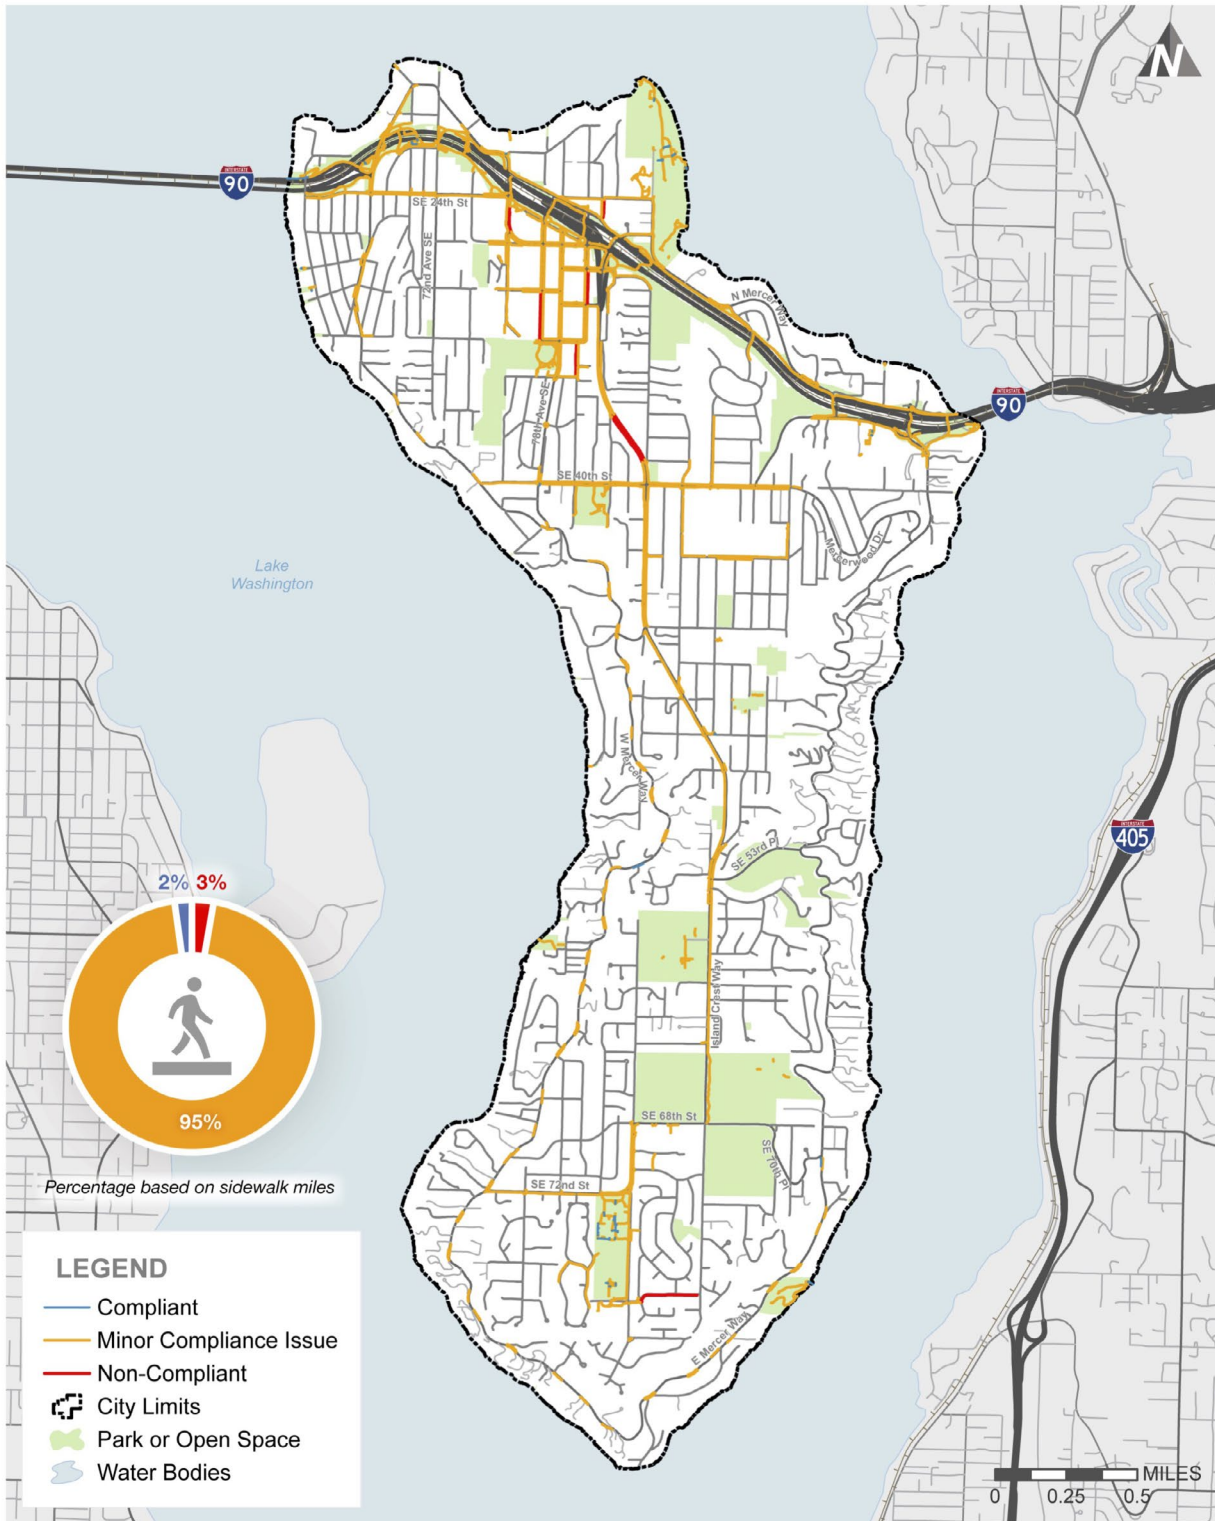 N
INTERSTATE
90
SE 24th St
72nd Ave SE
N Mercer Way
INTERSTATE
90
78th Ave SE
SE 40th St
Mercerwood Dr
Lake
Washington
W Mercer Way
SE 53rd Pl
INTERSTATE
405
2% 3%
95%
Island Crest Way
SE 68th St
SE 70th Pl
SE 72nd St
Percentage based on sidewalk miles
E Mercer Way
LEGEND
Compliant
Minor Compliance Issue
Non-Compliant
City Limits
Park or Open Space
Water Bodies
MILES
0 0.25 0.5